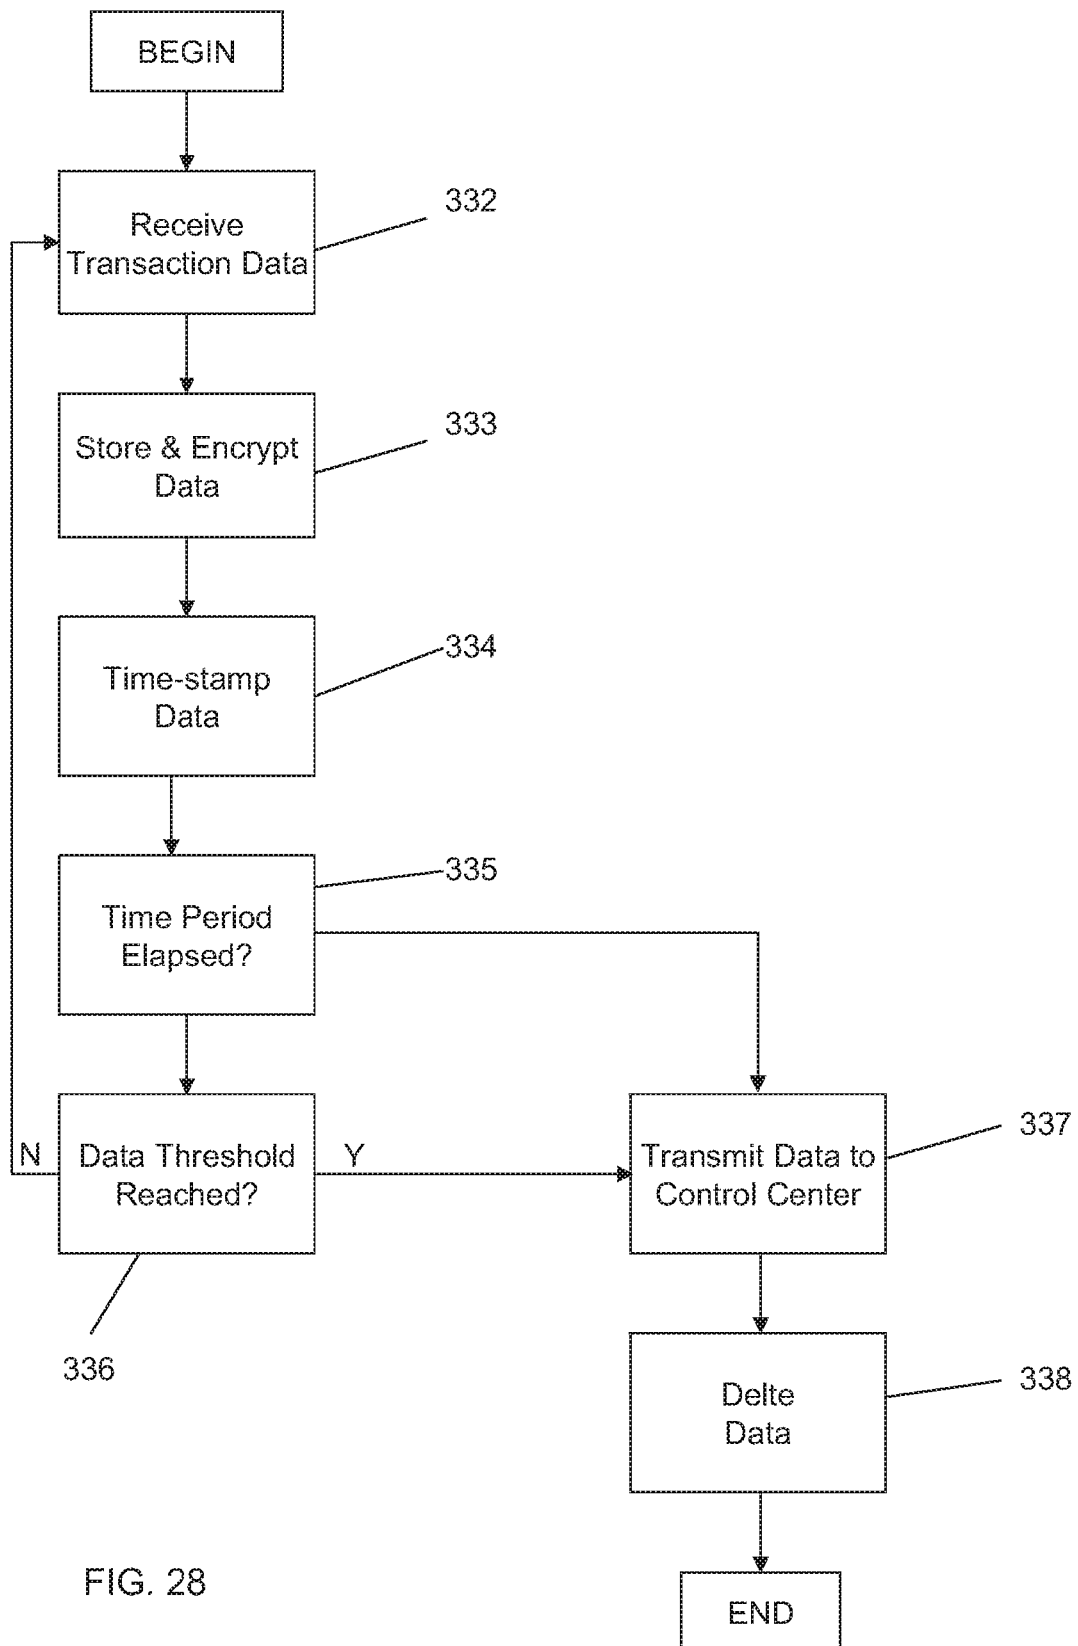 BEGIN
332
Receive
Transaction Data
333
Store & Encrypt
Data
334
Time-stamp
Data
335
Time Period
Elapsed?
N
Data Threshold
Reached?
Y
337
Transmit Data to
Control Center
336
338
Delte
Data
FIG. 28
END